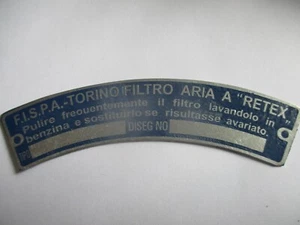 F.I.S.P.A.-TORINO FILTRO ARIA A "RETEX"
Pulire frequentemente il filtro lavandolo in
benzina e sostituirlo se risultasse avariato.
DISEG NO